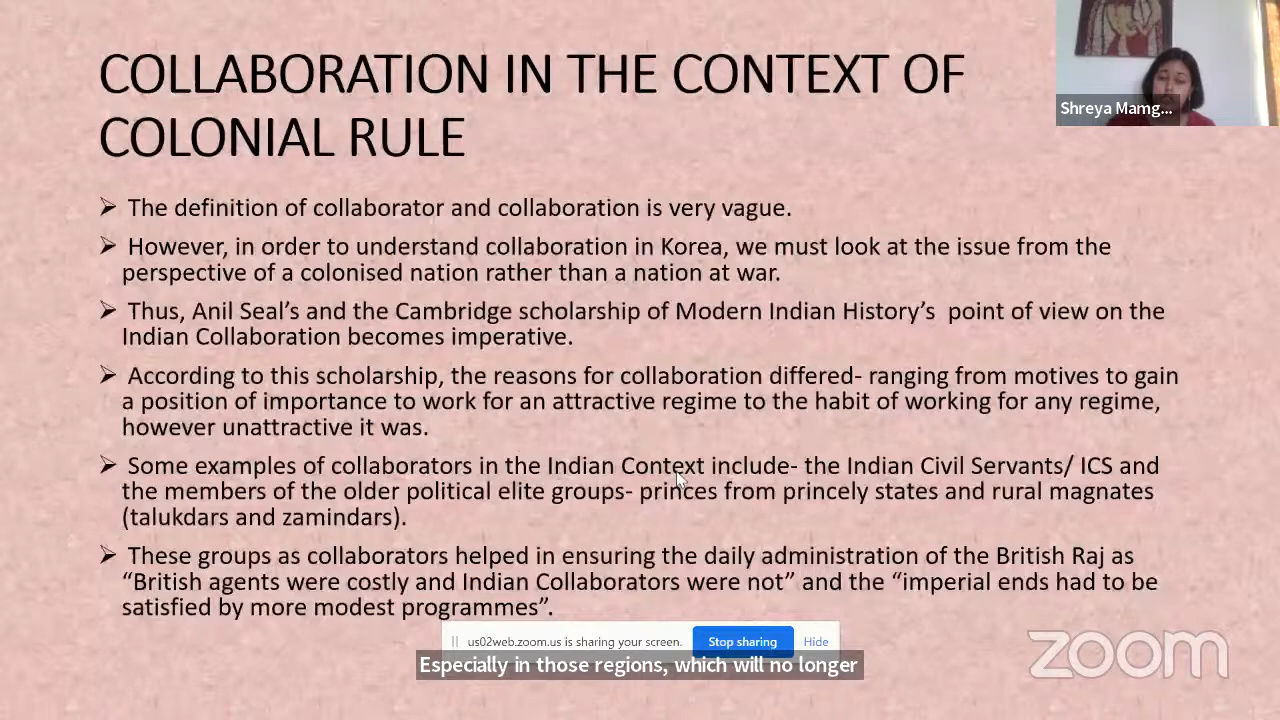 COLLABORATION IN THE CONTEXT OF
COLONIAL RULE
Shreya Mamg...
➢ The definition of collaborator and collaboration is very vague.
➢ However, in order to understand collaboration in Korea, we must look at the issue from the
perspective of a colonised nation rather than a nation at war.
➢ Thus, Anil Seal’s and the Cambridge scholarship of Modern Indian History’s point of view on the
Indian Collaboration becomes imperative.
➢ According to this scholarship, the reasons for collaboration differed- ranging from motives to gain
a position of importance to work for an attractive regime to the habit of working for any regime,
however unattractive it was.
➢ Some examples of collaborators in the Indian Context include- the Indian Civil Servants/ ICS and
the members of the older political elite groups- princes from princely states and rural magnates
(talukdars and zamindars).
➢ These groups as collaborators helped in ensuring the daily administration of the British Raj as
“British agents were costly and Indian Collaborators were not” and the “imperial ends had to be
satisfied by more modest programmes”.
us02web.zoom.us is sharing your screen. Stop sharing Hide
Especially in those regions, which will no longer
zoom